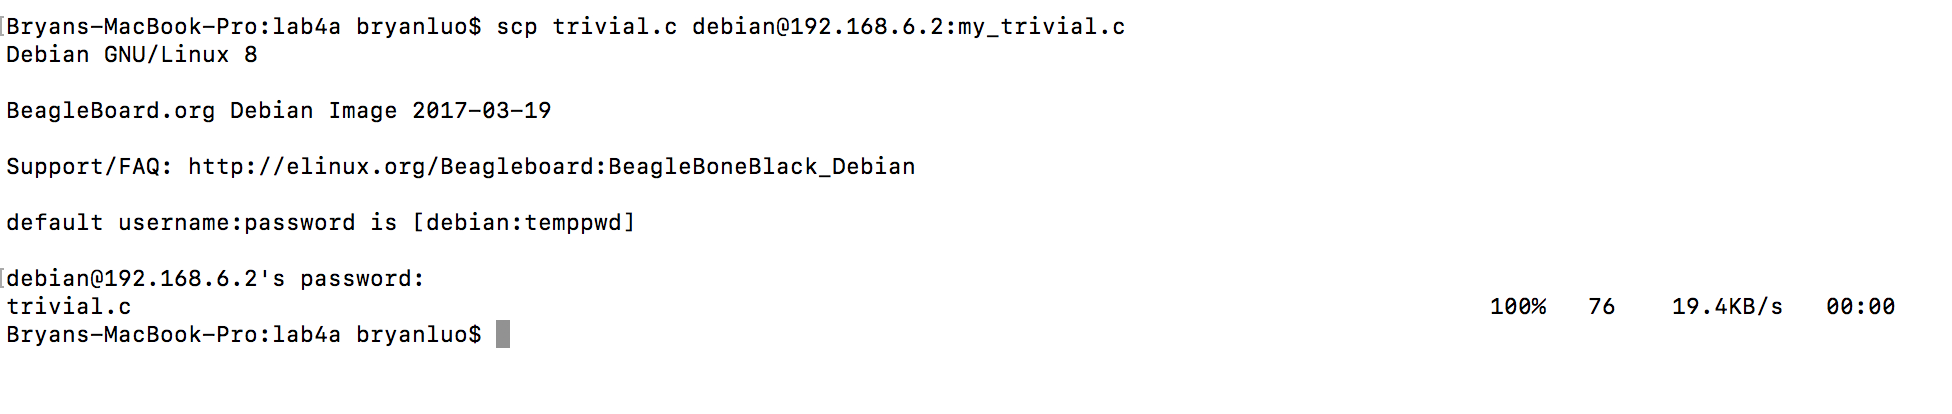 Bryans-MacBook-Pro:lab4a bryanluo$ scp trivial.c debian@192.168.6.2:my_trivial.c
Debian GNU/Linux 8
BeagleBoard.org Debian Image 2017-03-19
Support/FAQ: http://elinux.org/Beagleboard:BeagleBoneBlack_Debian
default username:password is [debian:temppwd]
debian@192.168.6.2's password:
trivial.c 100% 76 19.4KB/s 00:00
Bryans-MacBook-Pro:lab4a bryanluo$